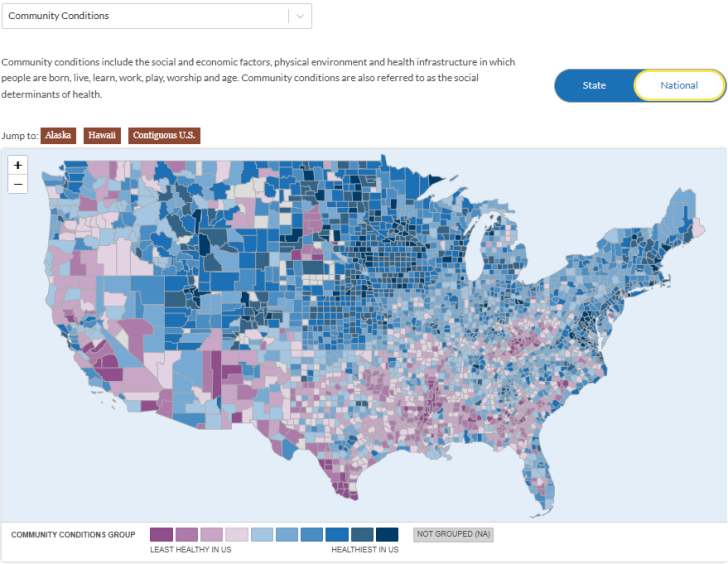 Community Conditions
Community conditions include the social and economic factors, physical environment and health infrastructure in which
people are born, live, learn, work, play, worship and age. Community conditions are also referred to as the social
determinants of health.
State National
Jump to: Alaska Hawaii Contiguous U.S.
+
−
COMMUNITY CONDITIONS GROUP
NOT GROUPED (NA)
LEAST HEALTHY IN US HEALTHIEST IN US